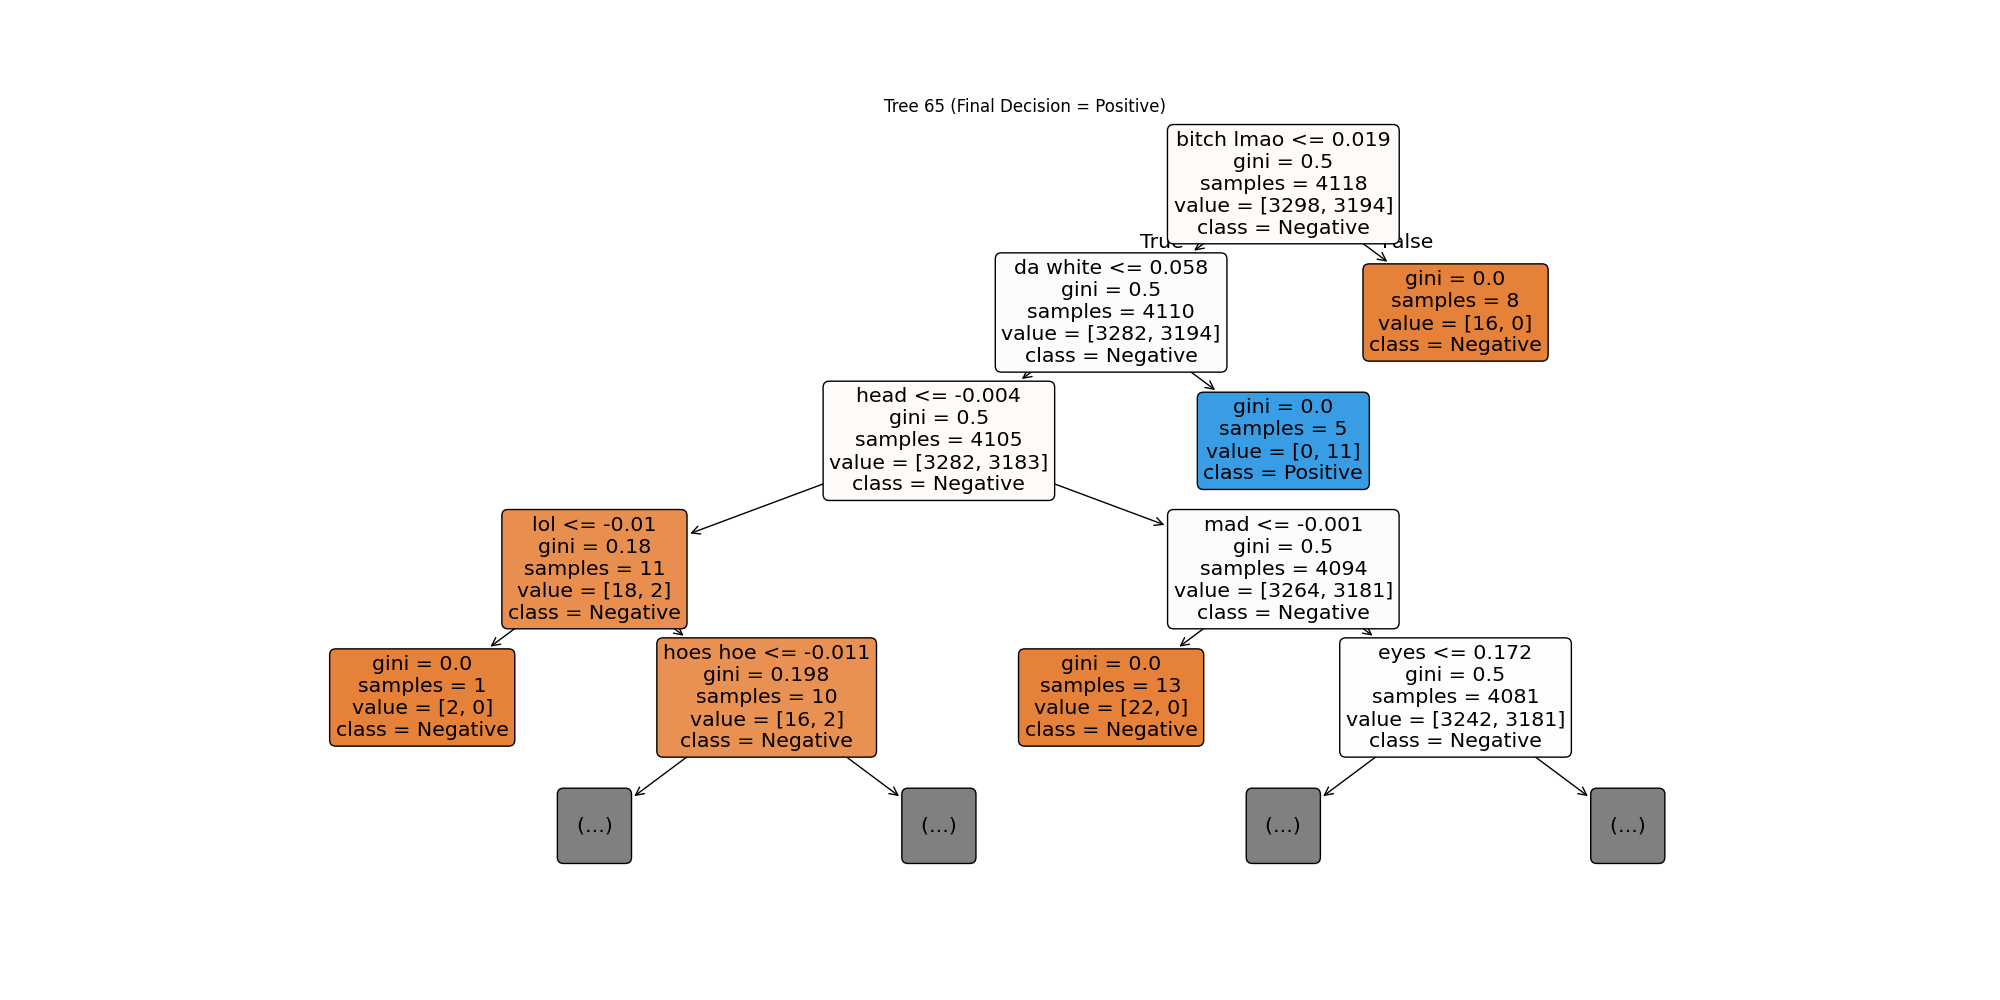 Tree 65 (Final Decision = Positive)
bitch lmao <= 0.019
gini = 0.5
samples = 4118
value = [3298, 3194]
class = Negative
True
False
da white <= 0.058
gini = 0.5
samples = 4110
value = [3282, 3194]
class = Negative
gini = 0.0
samples = 8
value = [16, 0]
class = Negative
head <= -0.004
gini = 0.5
samples = 4105
value = [3282, 3183]
class = Negative
gini = 0.0
samples = 5
value = [0, 11]
class = Positive
lol <= -0.01
gini = 0.18
samples = 11
value = [18, 2]
class = Negative
mad <= -0.001
gini = 0.5
samples = 4094
value = [3264, 3181]
class = Negative
gini = 0.0
samples = 1
value = [2, 0]
class = Negative
hoes hoe <= -0.011
gini = 0.198
samples = 10
value = [16, 2]
class = Negative
gini = 0.0
samples = 13
value = [22, 0]
class = Negative
eyes <= 0.172
gini = 0.5
samples = 4081
value = [3242, 3181]
class = Negative
(...)
(...)
(...)
(...)